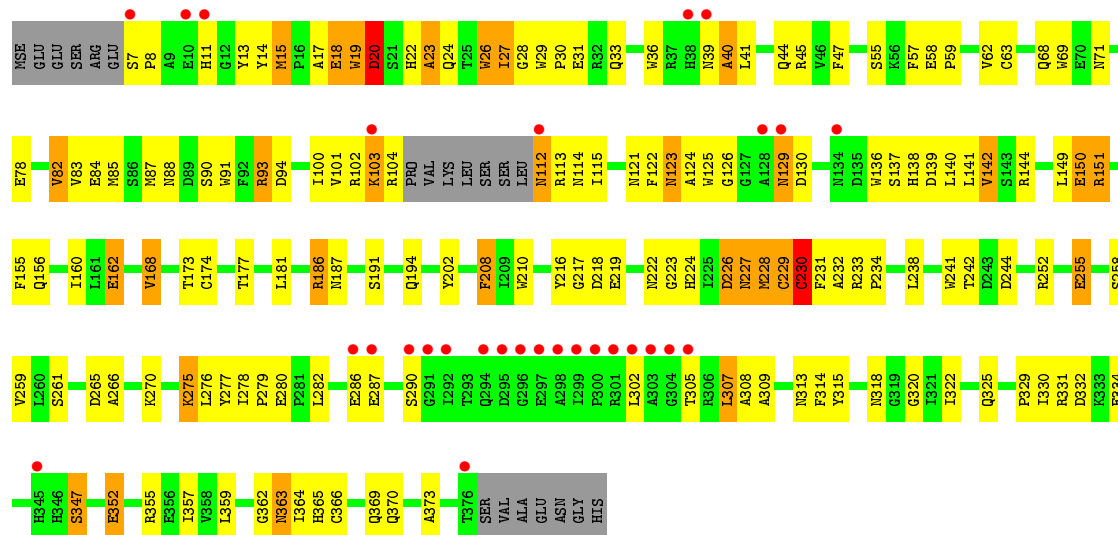 MSE GLU GLU SER ARG GLU S7 P8 A9 E10 H11 G12 Y13 Y14 M15 P16 A17 E18 W19 D20 S21 H22 A23 Q24 T25 W26 I27 G28 W29 P30 E31 R32 Q33 W36 R37 H38 N39 A40 L41 Q44 R45 V46 F47 S55 K56 F57 E58 P59 V62 C63 Q68 W69 E70 N71
E78 V82 V83 E84 M85 S86 M87 N88 D89 S90 W91 F92 R93 D94 I100 V101 R102 K103 R104 PRO VAL LYS LEU SER SER LEU N112 R113 N114 I115 N121 F122 N123 A124 W125 G126 G127 A128 N129 D130 N134 D135 W136 S137 H138 D139 L140 L141 V142 S143 R144 L149 E150 R151
F155 Q156 I160 L161 E162 V168 T173 C174 T177 L181 R186 N187 S191 Q194 Y202 F208 I209 W210 Y216 G217 D218 E219 N222 G223 H224 I225 D226 N227 M228 C229 C230 F231 A232 R233 P234 L238 W241 T242 D243 D244 R252 E255 S258
V259 L260 S261 D265 A266 K270 K275 L276 Y277 I278 P279 E280 P281 L282 E286 E287 S290 G291 I292 T293 Q294 D295 G296 E297 A298 I299 P300 R301 L302 A303 G304 T305 R306 L307 A308 A309 N313 F314 Y315 N318 G319 G320 I321 I322 Q325 P329 I330 R331 D332 K333
H345 H346 S347 E352 R355 E356 I357 V358 L359 G362 N363 I364 H365 C366 Q369 Q370 A373 T376 SER VAL ALA GLU ASN GLY HIS